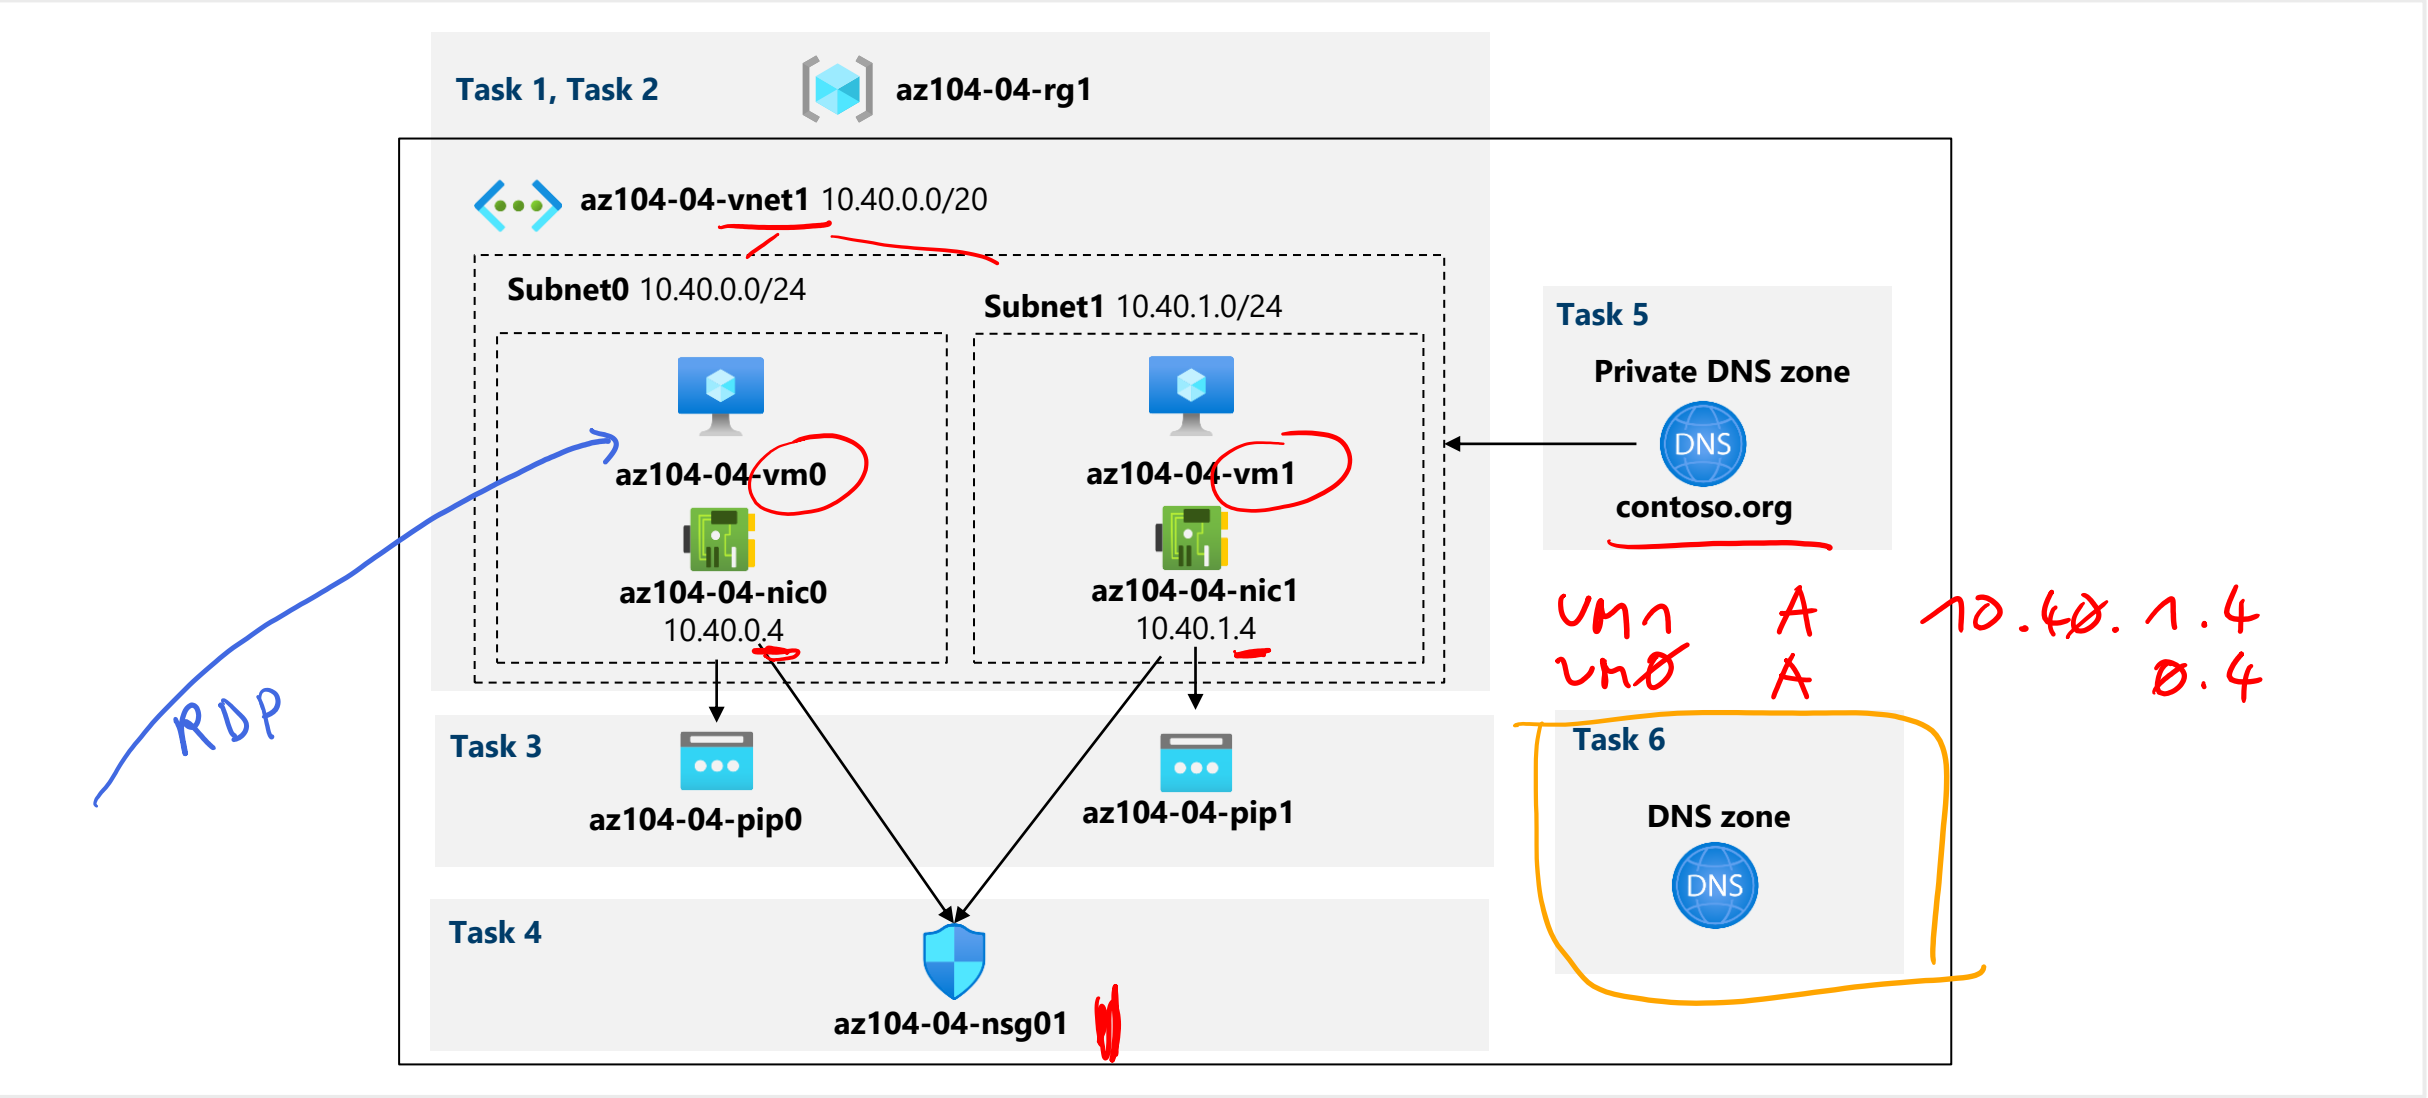 Task 1, Task 2
az104-04-rg1
az104-04-vnet1 10.40.0.0/20
Subnet0 10.40.0.0/24
Subnet1 10.40.1.0/24
az104-04-vm0
az104-04-nic0
10.40.0.4
az104-04-vm1
az104-04-nic1
10.40.1.4
RDP
Task 5
Private DNS zone
DNS
contoso.org
VM1 A 10.40.1.4
VM0 A 0.4
Task 3
az104-04-pip0
az104-04-pip1
Task 6
DNS zone
DNS
Task 4
az104-04-nsg01